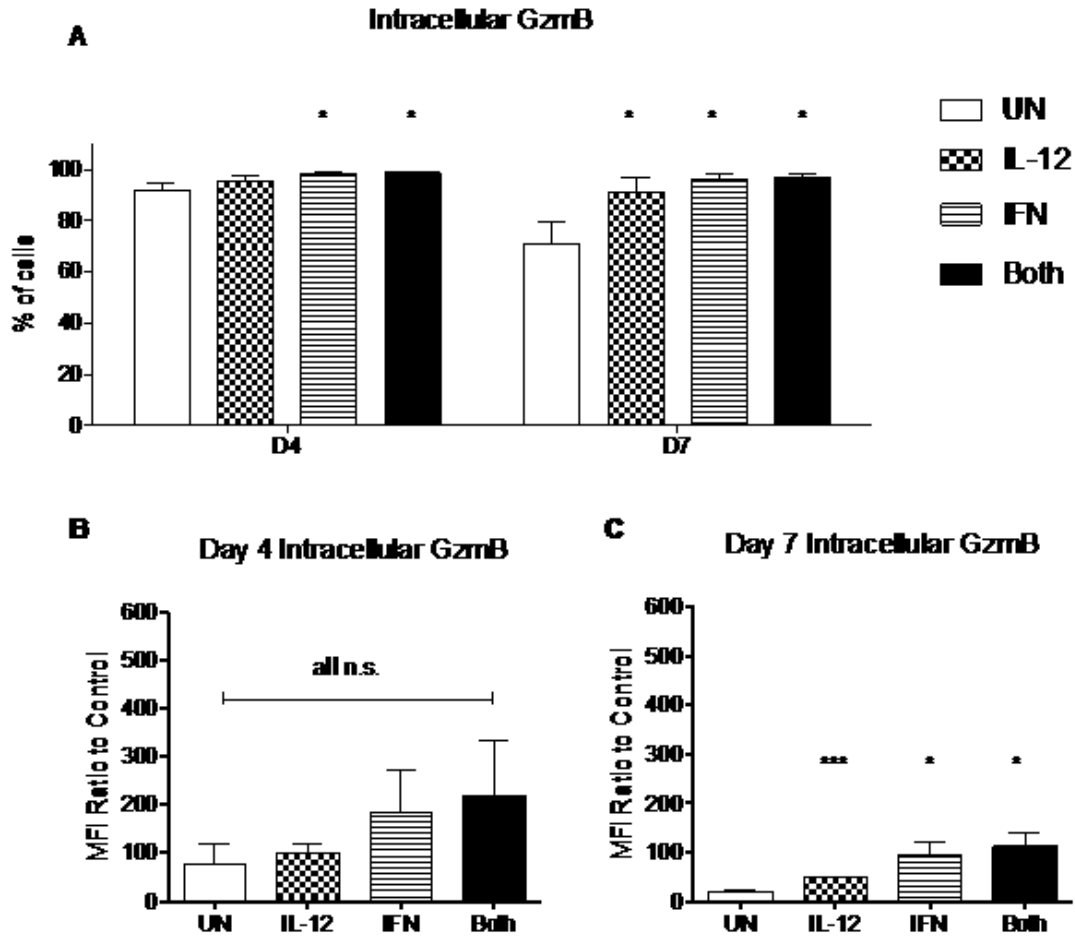 A
Intracellular GzmB
* * * * *
UN
IL-12
IFN
Both
% of cells
100
80
60
40
20
0
D4 D7
B
Day 4 Intracellular GzmB
MFI Ratio to Control
600
500
400
300
200
100
0
all n.s.
UN IL-12 IFN Both
C
Day 7 Intracellular GzmB
MFI Ratio to Control
600
500
400
300
200
100
0
*** * *
UN IL-12 IFN Both